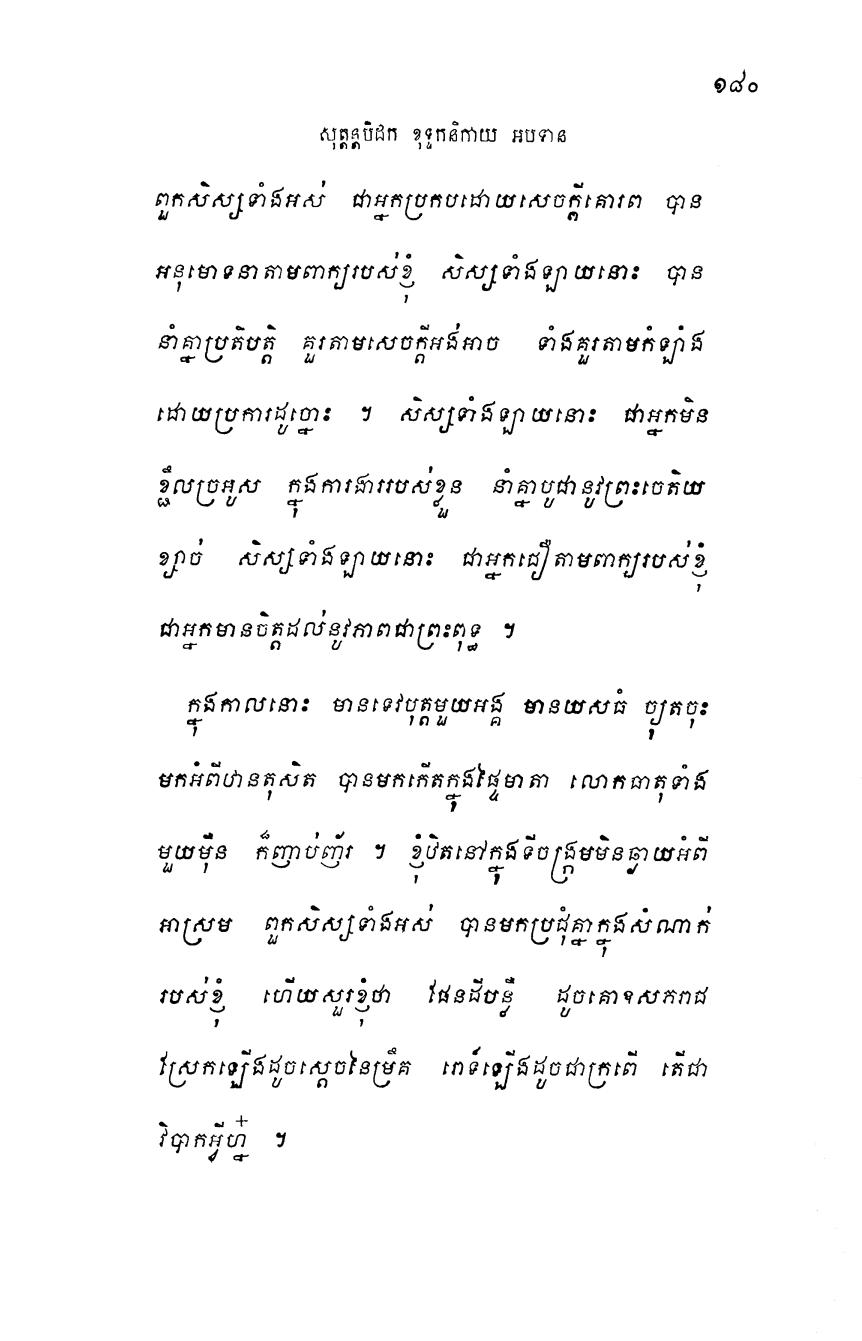 ១៨០
សុត្តន្តបិដក ខុទ្ទកនិកាយ អបទាន
ពួកសិស្សទាំងអស់ ជាអ្នកប្រកបដោយសេចក្តីគោរព បាន
អនុមោទនាតាមពាក្យរបស់ខ្ញុំ សិស្សទាំងឡាយនោះ បាន
នាំគ្នាប្រតិបត្តិ គួរតាមសេចក្តីអង់អាច ទាំងគួរតាមកំឡាំង
ដោយប្រការដូច្នោះ ។ សិស្សទាំងឡាយនោះ ជាអ្នកមិន
ខ្ជិលច្រអូស ក្នុងការងាររបស់ខ្លួន នាំគ្នាបូជានូវព្រះចេតិយ
ខ្សាច់ សិស្សទាំងឡាយនោះ ជាអ្នកជឿតាមពាក្យរបស់ខ្ញុំ
ជាអ្នកមានចិត្តដល់នូវភាពជាព្រះពុទ្ធ ។
ក្នុងកាលនោះ មានទេវបុត្តមួយអង្គ មានយសធំ ច្យុតចុះ
មកអំពីឋានតុសិត បានមកកើតក្នុងផ្ទៃមាតា លោកធាតុទាំង
មួយម៉ឺន ក៏ញាប់ញ័រ ។ ខ្ញុំឋិតនៅក្នុងទីចង្ក្រមមិនឆ្ងាយអំពី
អាស្រម ពួកសិស្សទាំងអស់ បានមកប្រជុំគ្នាក្នុងសំណាក់
របស់ខ្ញុំ ហើយសួរខ្ញុំថា ផែនដីបន្លឺ ដូចគោឧសភរាជ
ស្រែកឡើងដូចស្តេចនៃម្រឹគ រពទ៍ឡើងដូចជាក្រពើ តើជា
វិបាកអ្វីហ្ន៎ ។